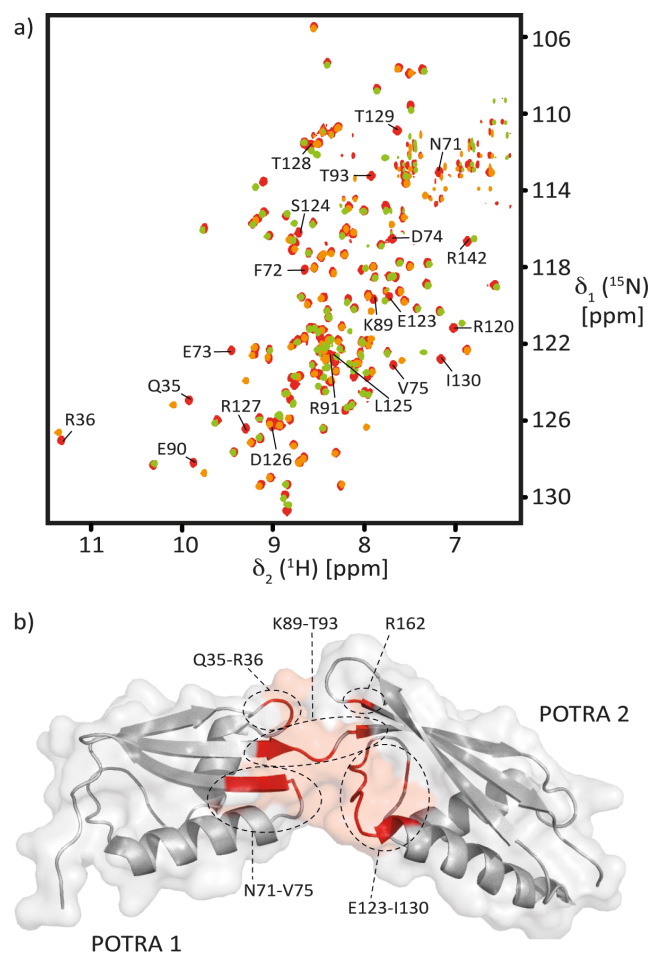 a)
106
110
114
118
122
126
130
δ₁ (¹⁵N)
[ppm]
T129
N71
T128
T93
S124
D74
R142
F72
K89
E123
R120
E73
V75
I130
Q35
R91
L125
R36
R127
E90
D126
11
10
9
8
7
δ₂ (¹H) [ppm]
b)
K89-T93
R162
Q35-R36
POTRA 2
N71-V75
E123-I130
POTRA 1